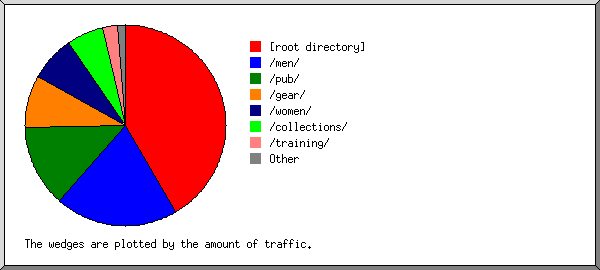 [root directory]
/men/
/pub/
/gear/
/women/
/collections/
/training/
Other
The wedges are plotted by the amount of traffic.